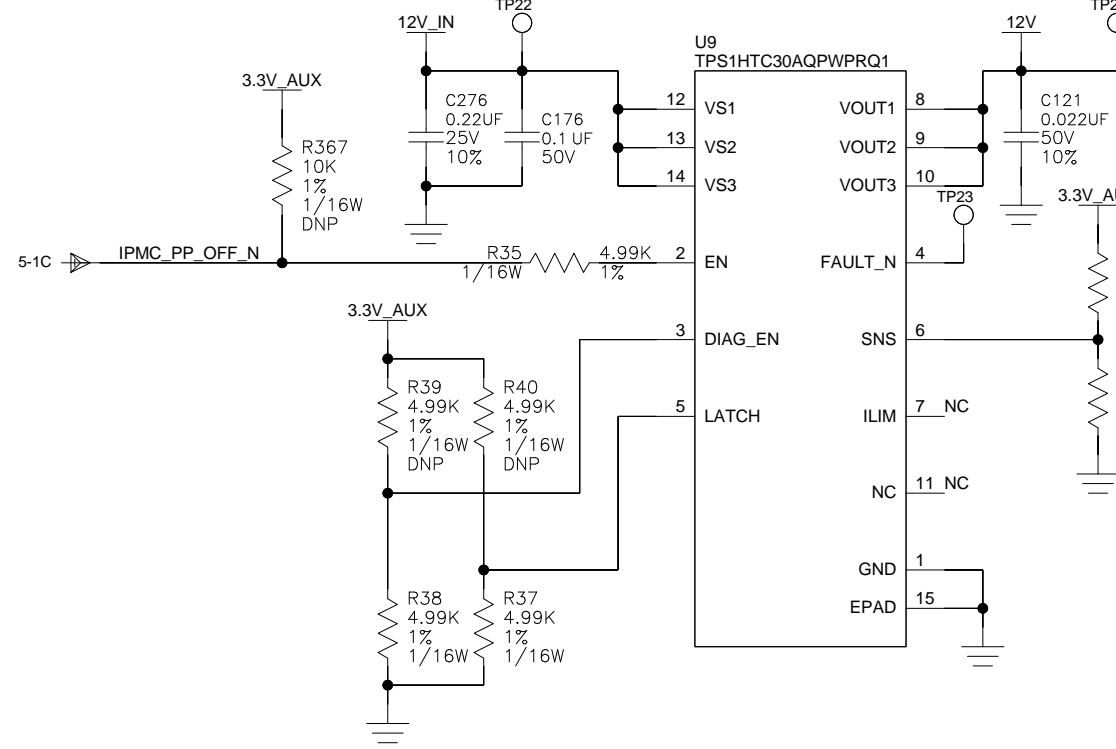 TP22
12V_IN
3.3V_AUX
R367
10K
1%
1/16W
DNP
C276
0.22UF
25V
10%
C176
0.1 UF
50V
5-1C
IPMC_PP_OFF_N
R35
1/16W
4.99K
1%
3.3V_AUX
R39
4.99K
1%
1/16W
DNP
R40
4.99K
1%
1/16W
DNP
R38
4.99K
1%
1/16W
R37
4.99K
1%
1/16W
U9
TPS1HTC30AQPWPRQ1
12 VS1
13 VS2
14 VS3
2 EN
3 DIAG_EN
5 LATCH
VOUT1 8
VOUT2 9
VOUT3 10
FAULT_N 4
SNS 6
ILIM 7 NC
NC 11 NC
GND 1
EPAD 15
TP23
12V
C121
0.022UF
50V
10%